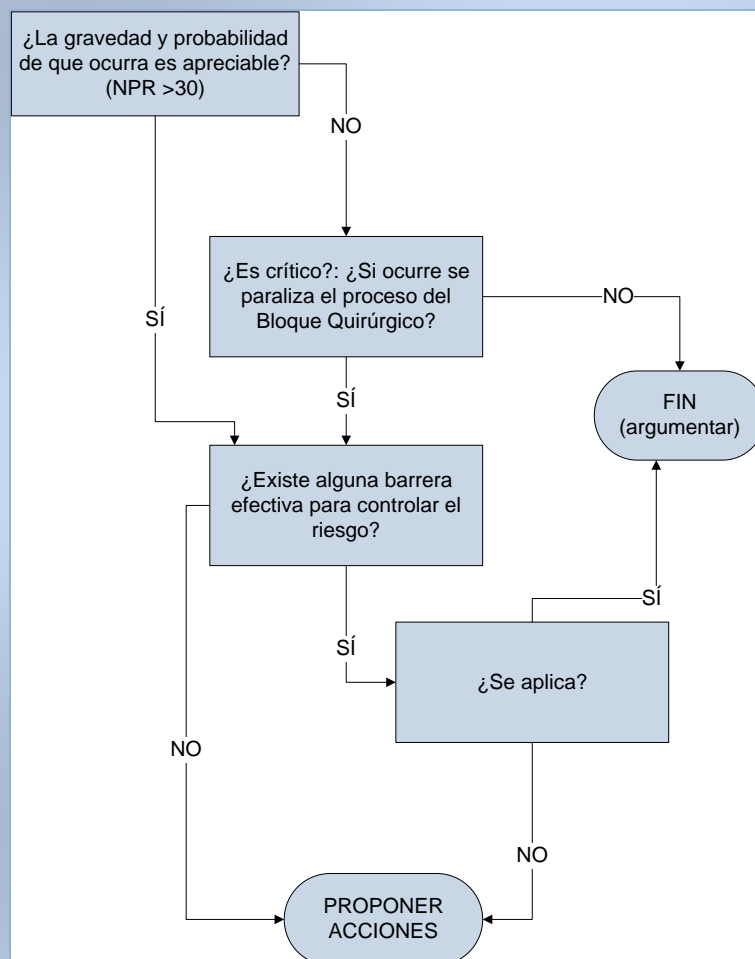 ¿La gravedad y probabilidad
de que ocurra es apreciable?
(NPR >30)
NO
¿Es crítico?: ¿Si ocurre se
paraliza el proceso del
Bloque Quirúrgico?
NO
SÍ
SÍ
FIN
(argumentar)
¿Existe alguna barrera
efectiva para controlar el
riesgo?
SÍ
SÍ
¿Se aplica?
NO
NO
PROPONER
ACCIONES